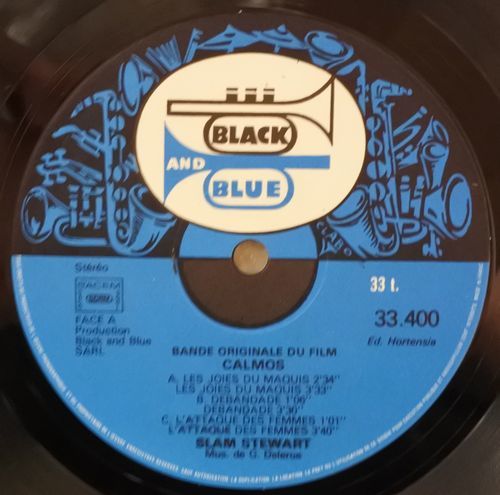 BLACK
AND
BLUE
CLABO
Stéréo
SACEM
33 t.
FACE A
Production
Black and Blue
SARL
33.400
Ed. Hortensia
BANDE ORIGINALE DU FILM
CALMOS
A. LES JOIES DU MAQUIS 2'34"
LES JOIES DU MAQUIS 3'33"
B. DEBANDADE 1'06"
DEBANDADE 3'30"
C. L'ATTAQUE DES FEMMES 1'01"
L'ATTAQUE DES FEMMES 3'40"
SLAM STEWART
Mus. de G. Delerue